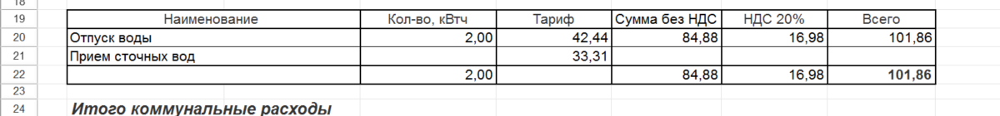 18
19 Наименование Кол-во, кВтч Тариф Сумма без НДС НДС 20% Всего
20 Отпуск воды 2,00 42,44 84,88 16,98 101,86
21 Прием сточных вод 33,31
22 2,00 84,88 16,98 101,86
23
24 Итого коммунальные расходы